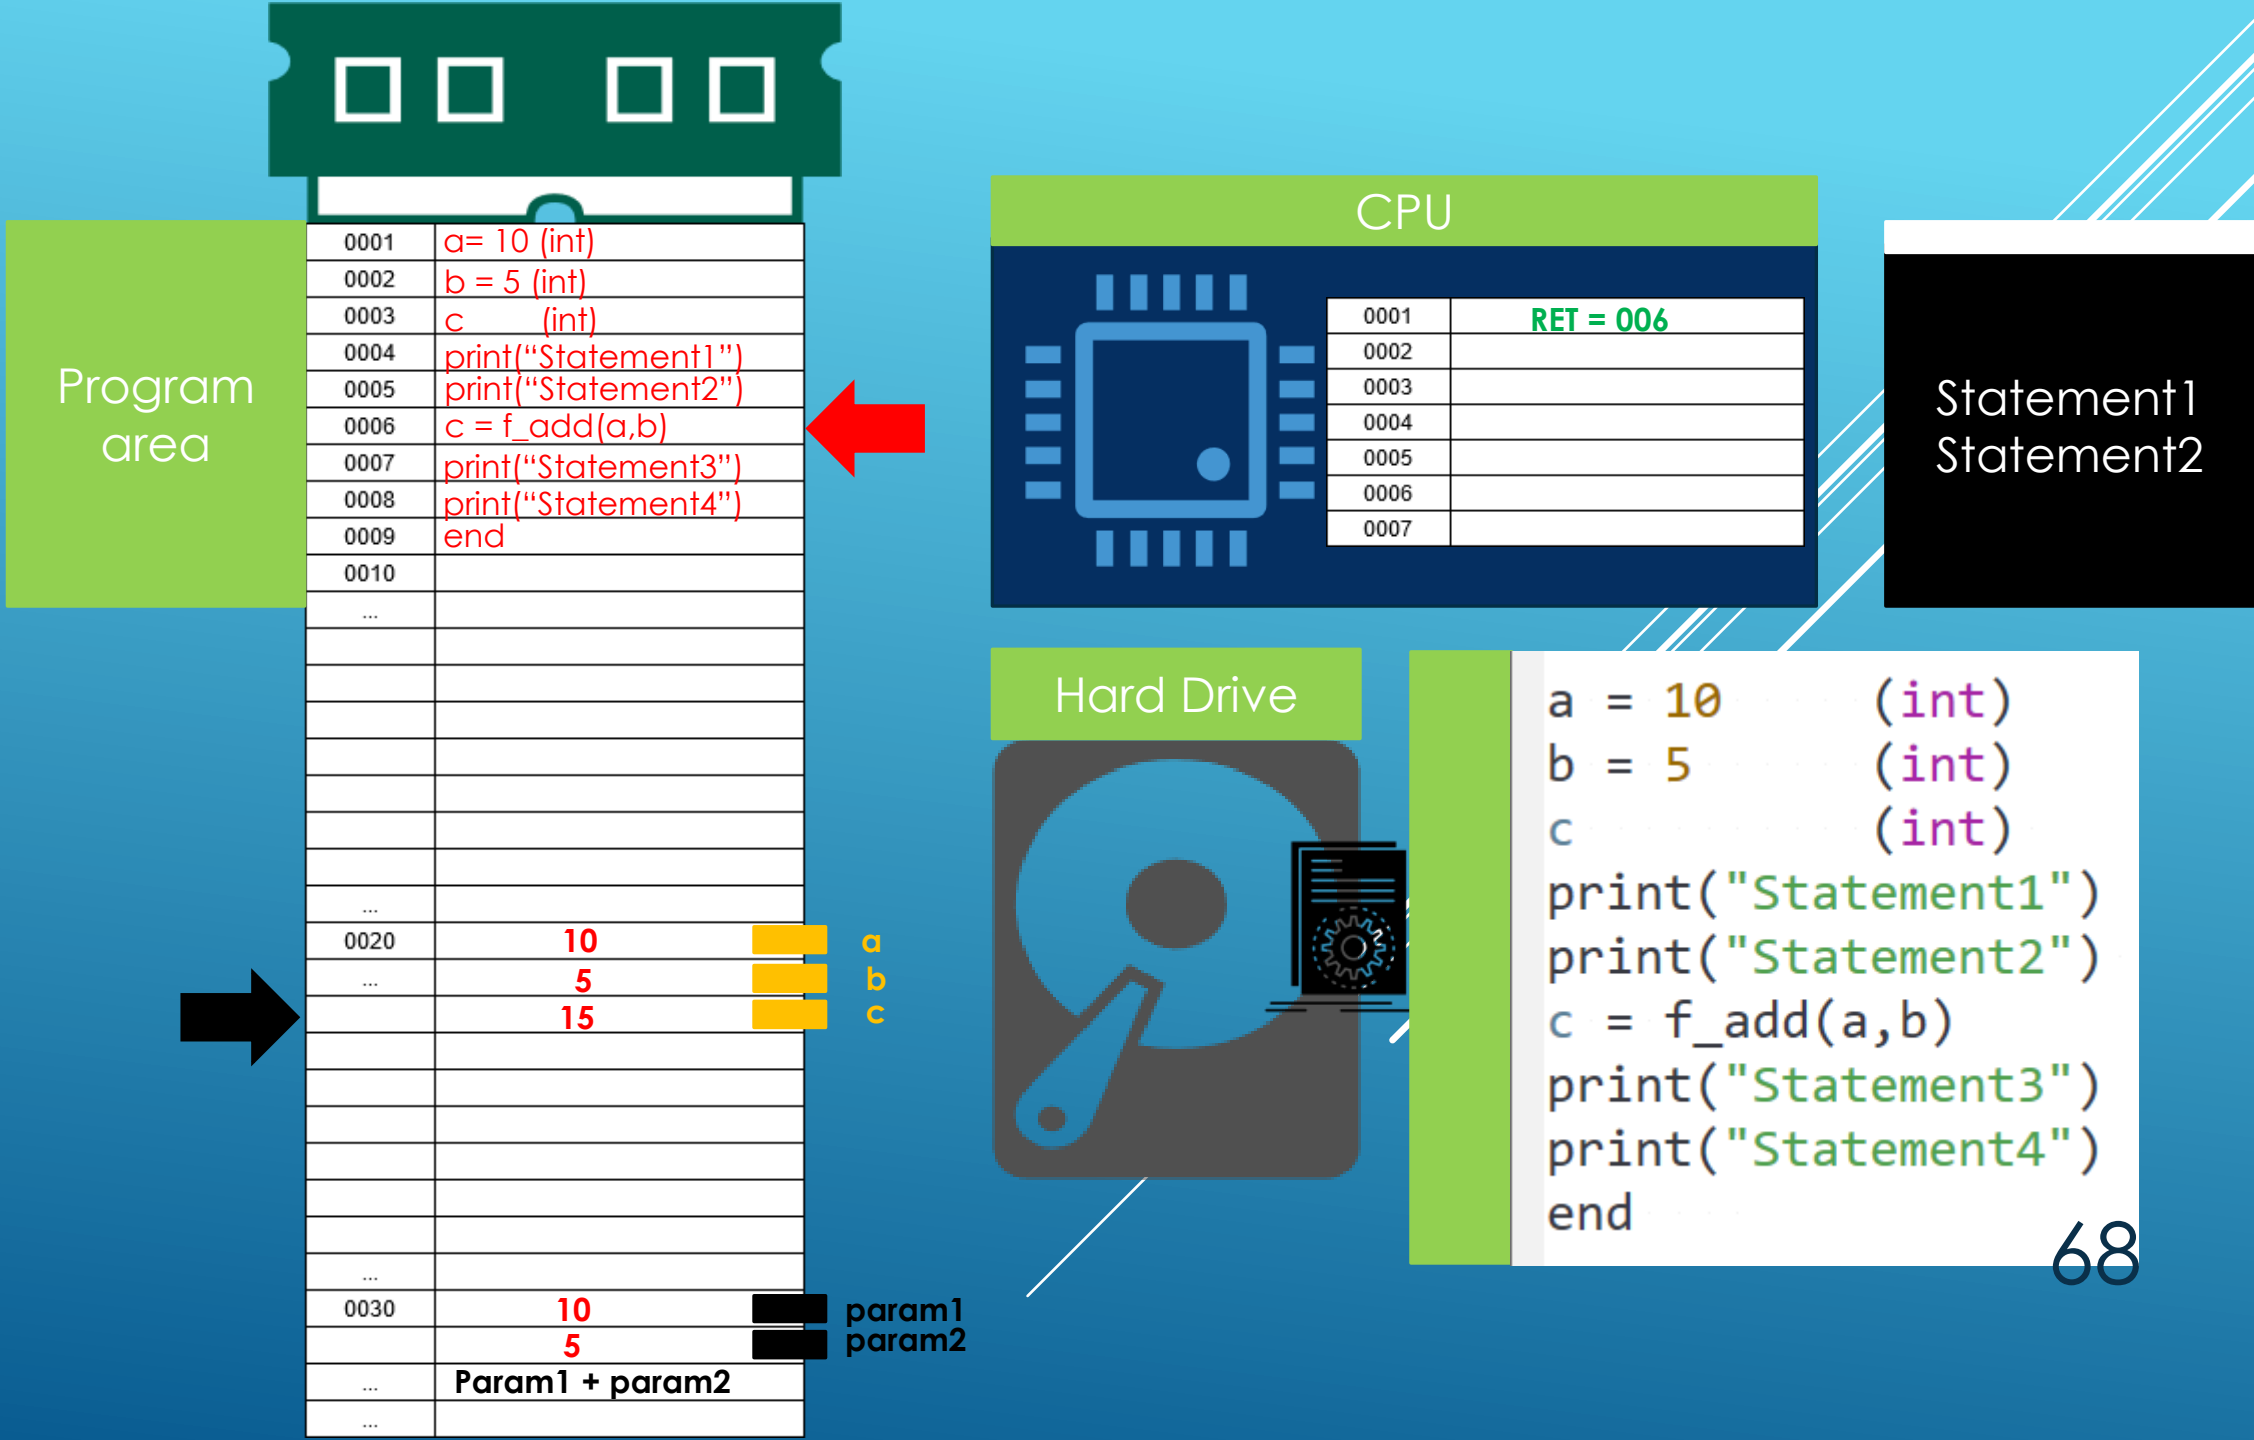 Program
area
0001 a= 10 (int)
0002 b = 5 (int)
0003 c (int)
0004 print(“Statement1”)
0005 print(“Statement2”)
0006 c = f_add(a,b)
0007 print(“Statement3”)
0008 print(“Statement4”)
0009 end
0010
...
...
0020 10 a
... 5 b
15 c
...
0030 10 param1
5 param2
... Param1 + param2
...
CPU
0001 RET = 006
0002
0003
0004
0005
0006
0007
Statement1
Statement2
Hard Drive
a = 10 (int)
b = 5 (int)
c (int)
print("Statement1")
print("Statement2")
c = f_add(a,b)
print("Statement3")
print("Statement4")
end
68